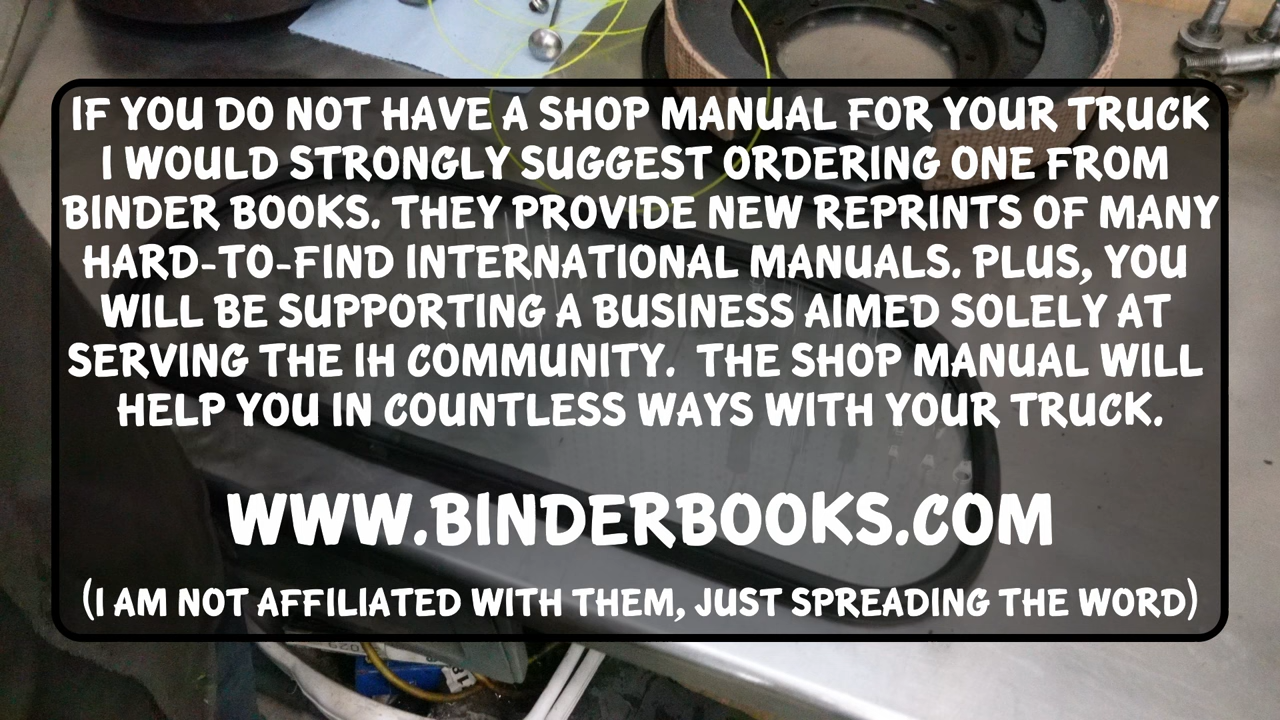 IF YOU DO NOT HAVE A SHOP MANUAL FOR YOUR TRUCK
I WOULD STRONGLY SUGGEST ORDERING ONE FROM
BINDER BOOKS. THEY PROVIDE NEW REPRINTS OF MANY
HARD-TO-FIND INTERNATIONAL MANUALS. PLUS, YOU
WILL BE SUPPORTING A BUSINESS AIMED SOLELY AT
SERVING THE IH COMMUNITY. THE SHOP MANUAL WILL
HELP YOU IN COUNTLESS WAYS WITH YOUR TRUCK.
WWW.BINDERBOOKS.COM
(I AM NOT AFFILIATED WITH THEM, JUST SPREADING THE WORD)